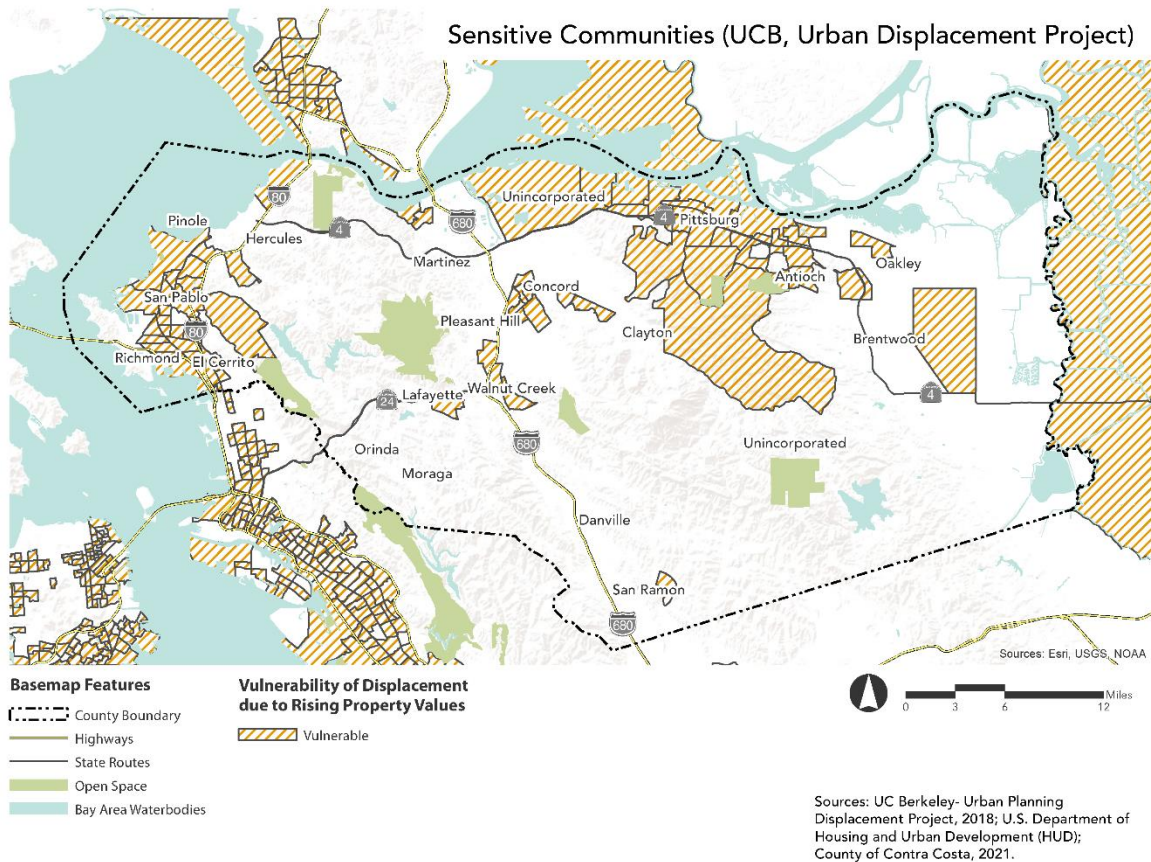 Sensitive Communities (UCB, Urban Displacement Project)
Unincorporated
80
Pinole
4
Pittsburg
680
Hercules
4
Martinez
Oakley
Antioch
San Pablo
Concord
Pleasant Hill
80
Clayton
Brentwood
Richmond
El Cerrito
Walnut Creek
24
Lafayette
4
Orinda
680
Unincorporated
Moraga
Danville
San Ramon
680
Sources: Esri, USGS, NOAA
Basemap Features
County Boundary
Highways
State Routes
Open Space
Bay Area Waterbodies
Vulnerability of Displacement
due to Rising Property Values
Vulnerable
Miles
0 3 6 12
Sources: UC Berkeley- Urban Planning
Displacement Project, 2018; U.S. Department of
Housing and Urban Development (HUD);
County of Contra Costa, 2021.